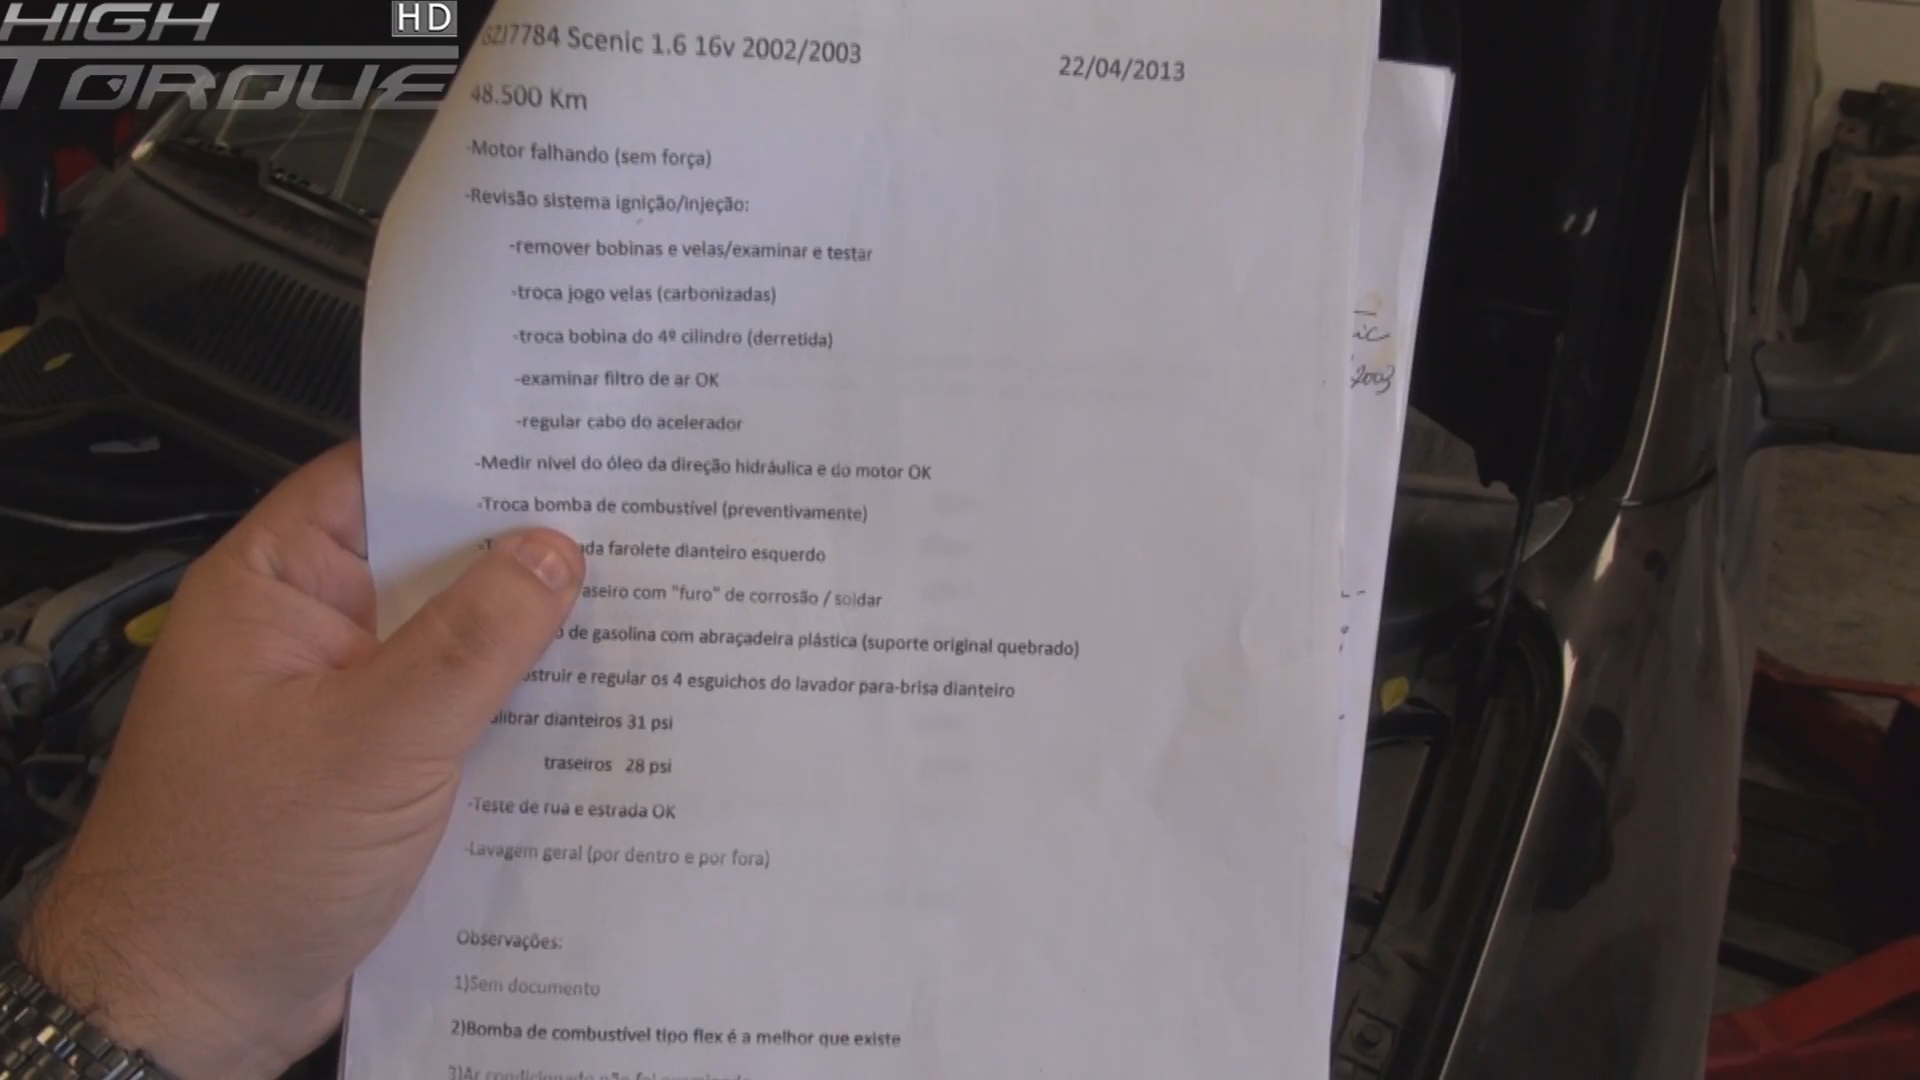 HIGH HD
TORQUE
7784 Scenic 1.6 16v 2002/2003
22/04/2013
48.500 Km
-Motor falhando (sem força)
-Revisão sistema ignição/injeção:
-remover bobinas e velas/examinar e testar
-troca jogo velas (carbonizadas)
-troca bobina do 4º cilindro (derretida)
-examinar filtro de ar OK
-regular cabo do acelerador
-Medir nivel do óleo da direção hidráulica e do motor OK
-Troca bomba de combustível (preventivamente)
farolete dianteiro esquerdo
com "furo" de corrosão / soldar
de gasolina com abraçadeira plástica (suporte original quebrado)
e regular os 4 esguichos do lavador para-brisa dianteiro
dianteiros 31 psi
traseiros 28 psi
-Teste de rua e estrada OK
-Lavagem geral (por dentro e por fora)
Observações:
1)Sem documento
2)Bomba de combustível tipo flex é a melhor que existe
ic
2003